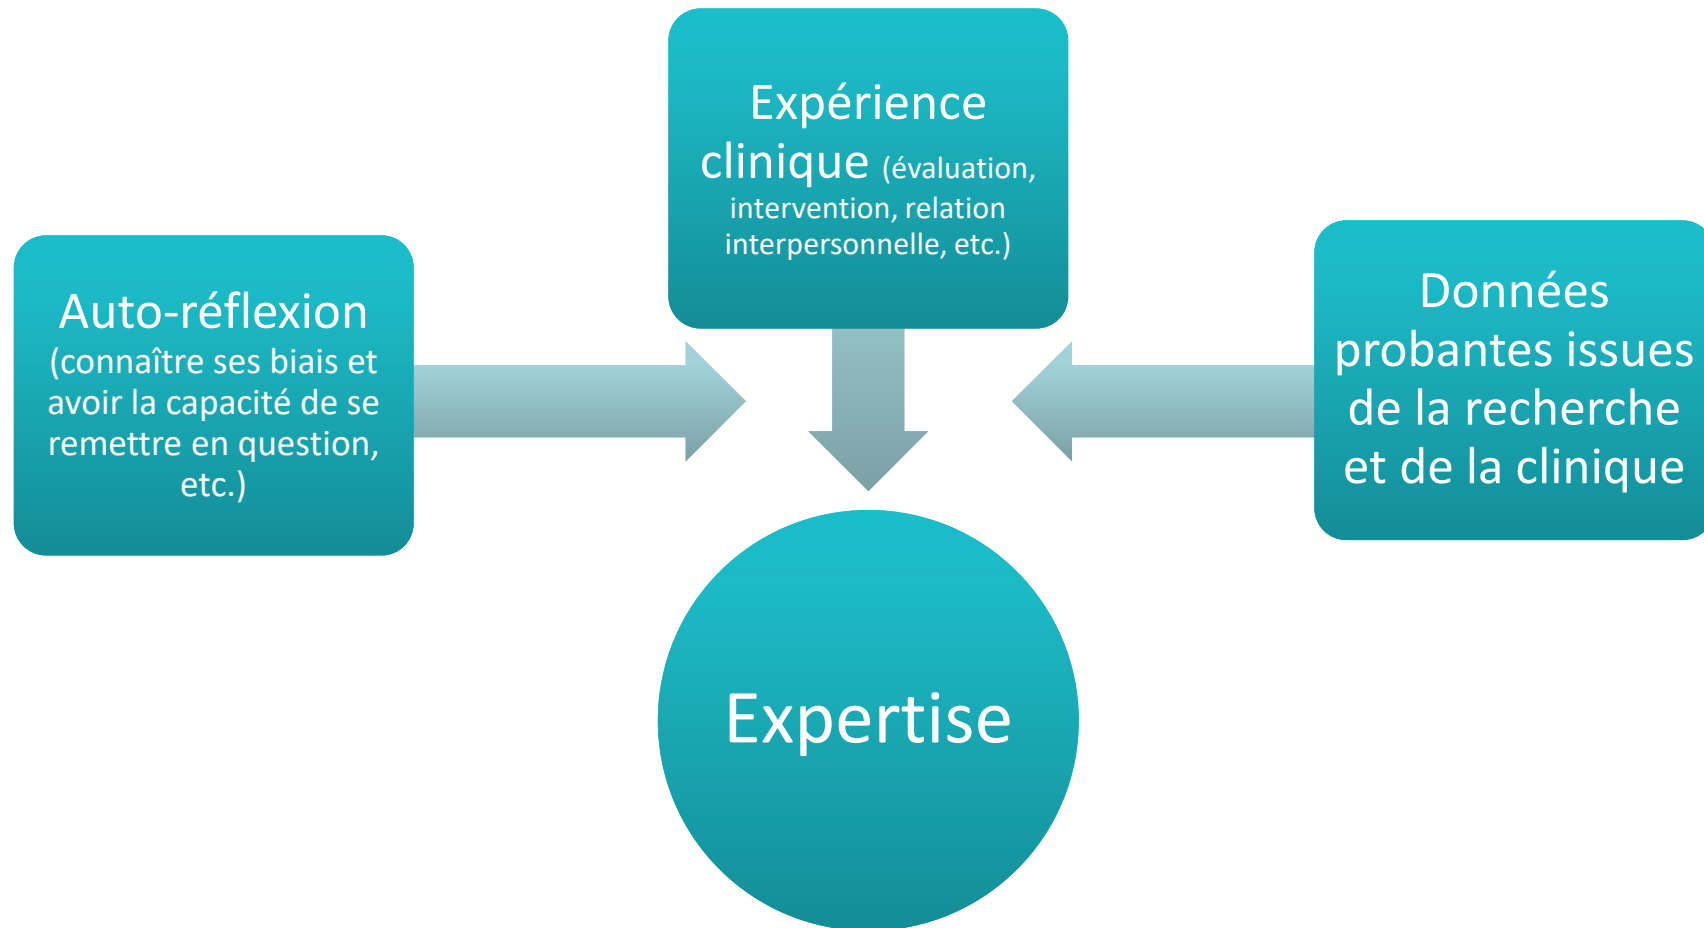 Expérience
clinique (évaluation,
intervention, relation
interpersonnelle, etc.)
Auto-réflexion
(connaître ses biais et
avoir la capacité de se
remettre en question,
etc.)
Données
probantes issues
de la recherche
et de la clinique
Expertise